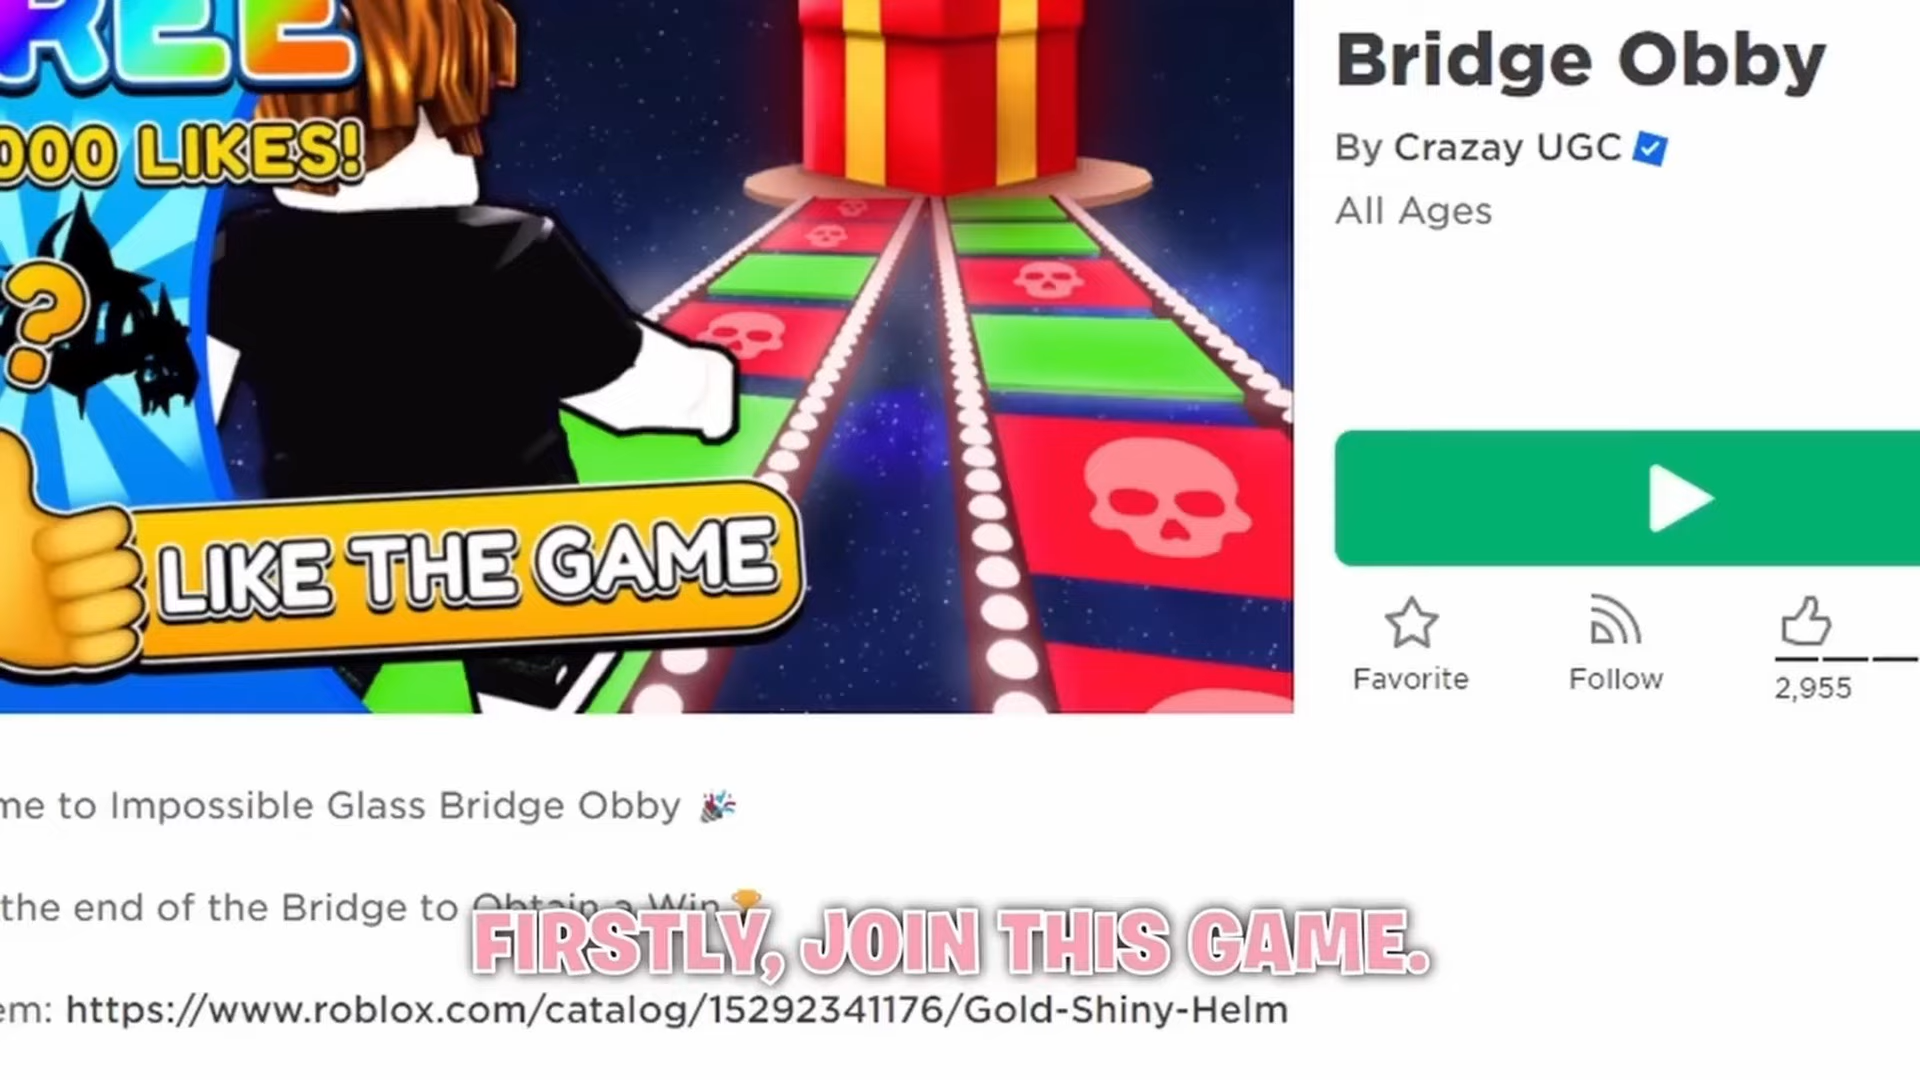 REE
000 LIKES!
?
LIKE THE GAME
Bridge Obby
By Crazay UGC
All Ages
Favorite
Follow
2,955
me to Impossible Glass Bridge Obby 🎉
the end of the Bridge to Obtain a Win 🏆
FIRSTLY, JOIN THIS GAME.
em: https://www.roblox.com/catalog/15292341176/Gold-Shiny-Helm